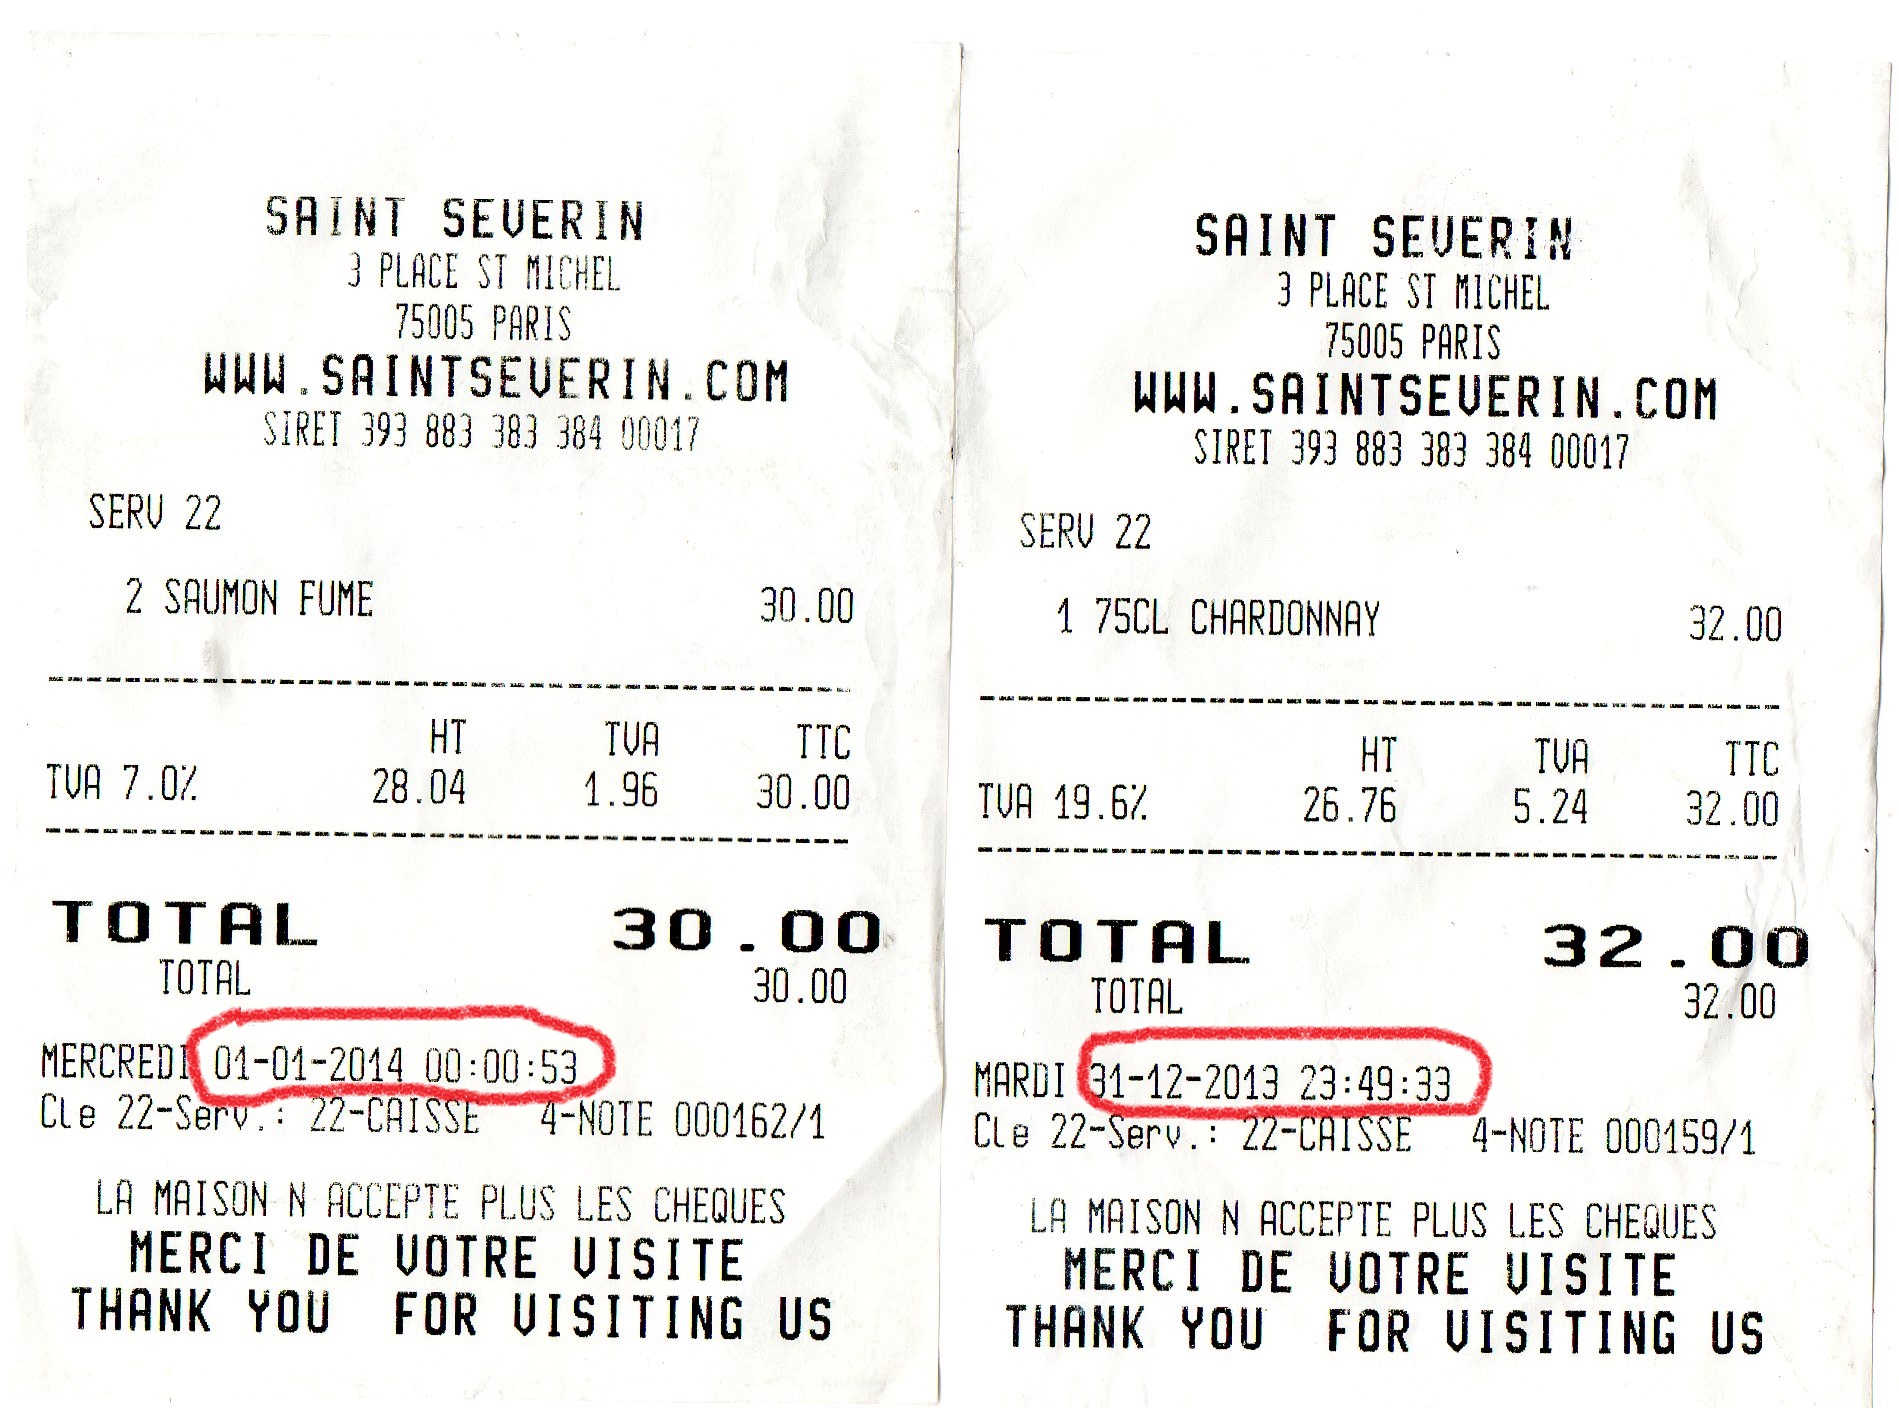 SAINT SEVERIN
3 PLACE ST MICHEL
75005 PARIS
WWW.SAINTSEVERIN.COM
SIRET 393 883 383 384 00017
SERV 22
2 SAUMON FUME 30.00
HT TVA TTC
TVA 7.0% 28.04 1.96 30.00
TOTAL 30.00
TOTAL 30.00
MERCREDI 01-01-2014 00:00:53
Cle 22-Serv.: 22-CAISSE 4-NOTE 000162/1
LA MAISON N ACCEPTE PLUS LES CHEQUES
MERCI DE VOTRE VISITE
THANK YOU FOR VISITING US
SAINT SEVERIN
3 PLACE ST MICHEL
75005 PARIS
WWW.SAINTSEVERIN.COM
SIRET 393 883 383 384 00017
SERV 22
1 75CL CHARDONNAY 32.00
HT TVA TTC
TVA 19.6% 26.76 5.24 32.00
TOTAL 32.00
TOTAL 32.00
MARDI 31-12-2013 23:49:33
Cle 22-Serv.: 22-CAISSE 4-NOTE 000159/1
LA MAISON N ACCEPTE PLUS LES CHEQUES
MERCI DE VOTRE VISITE
THANK YOU FOR VISITING US